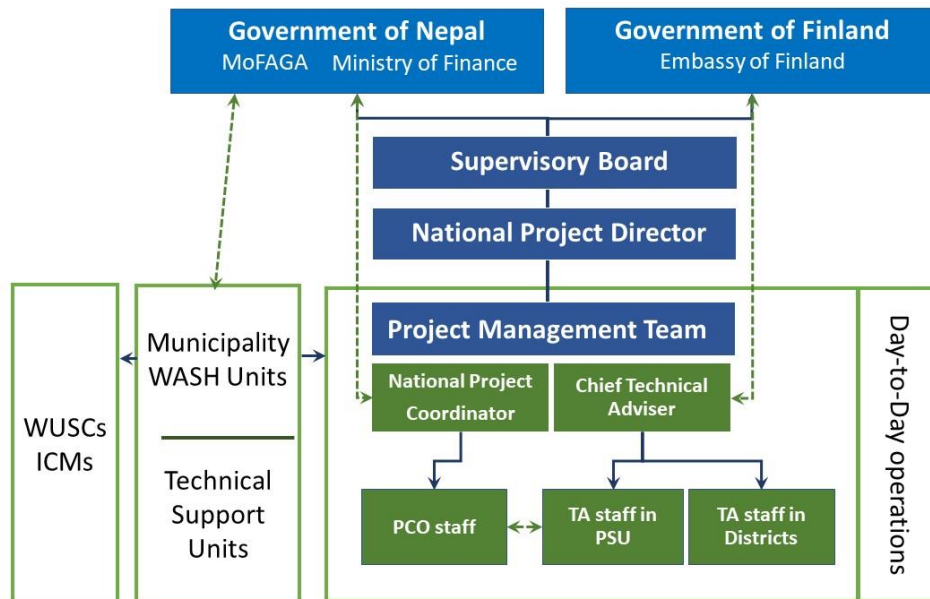 Government of Nepal
MoFAGA Ministry of Finance
Government of Finland
Embassy of Finland
Supervisory Board
National Project Director
Project Management Team
WUSCs
ICMs
Municipality
WASH Units
Technical
Support
Units
National Project
Coordinator
Chief Technical
Adviser
PCO staff
TA staff in
PSU
TA staff in
Districts
Day-to-Day operations